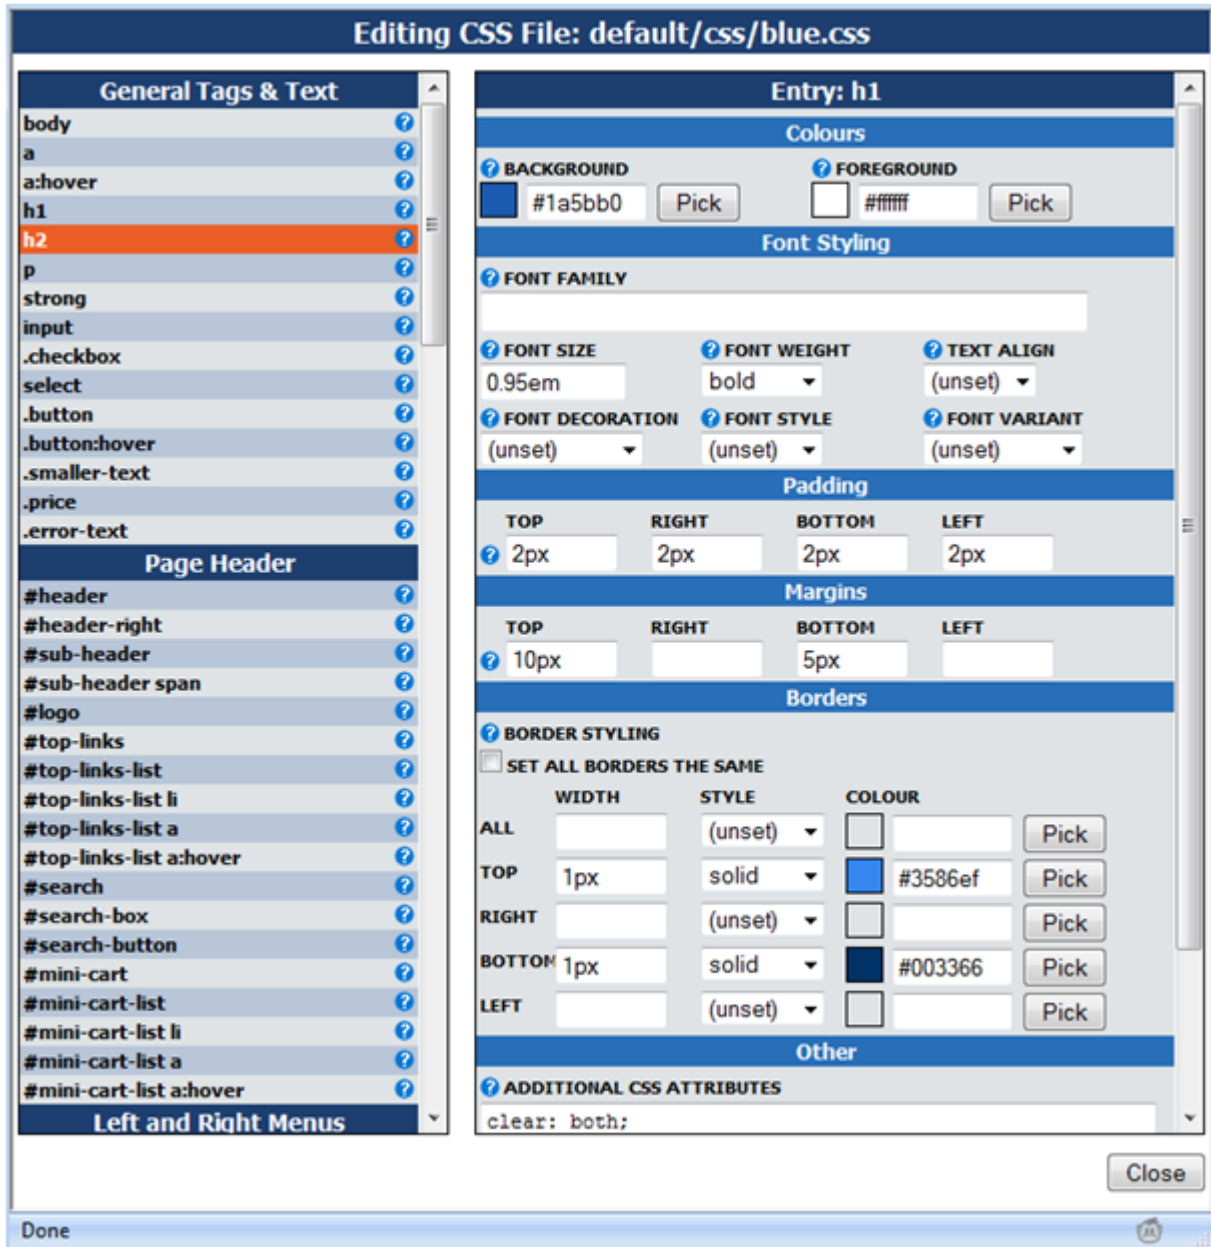 Editing CSS File: default/css/blue.css
General Tags & Text
body
a
a:hover
h1
h2
p
strong
input
.checkbox
select
.button
.button:hover
.smaller-text
.price
.error-text
Page Header
#header
#header-right
#sub-header
#sub-header span
#logo
#top-links
#top-links-list
#top-links-list li
#top-links-list a
#top-links-list a:hover
#search
#search-box
#search-button
#mini-cart
#mini-cart-list
#mini-cart-list li
#mini-cart-list a
#mini-cart-list a:hover
Left and Right Menus
Entry: h1
Colours
BACKGROUND FOREGROUND
#1a5bb0 Pick #ffffff Pick
Font Styling
FONT FAMILY
FONT SIZE FONT WEIGHT TEXT ALIGN
0.95em bold (unset)
FONT DECORATION FONT STYLE FONT VARIANT
(unset) (unset) (unset)
Padding
TOP RIGHT BOTTOM LEFT
2px 2px 2px 2px
Margins
TOP RIGHT BOTTOM LEFT
10px 5px
Borders
BORDER STYLING
SET ALL BORDERS THE SAME
WIDTH STYLE COLOUR
ALL (unset) Pick
TOP 1px solid #3586ef Pick
RIGHT (unset) Pick
BOTTOM 1px solid #003366 Pick
LEFT (unset) Pick
Other
ADDITIONAL CSS ATTRIBUTES
clear: both;
Close
Done